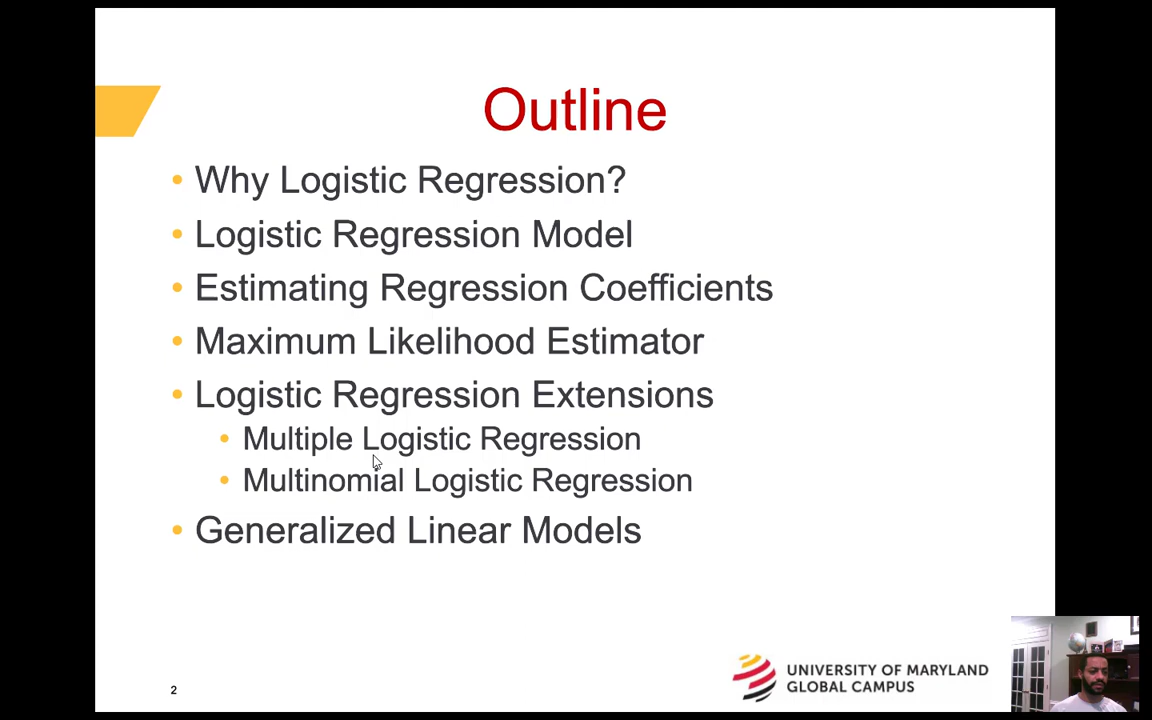 Outline
• Why Logistic Regression?
• Logistic Regression Model
• Estimating Regression Coefficients
• Maximum Likelihood Estimator
• Logistic Regression Extensions
• Multiple Logistic Regression
• Multinomial Logistic Regression
• Generalized Linear Models
2
UNIVERSITY OF MARYLAND
GLOBAL CAMPUS